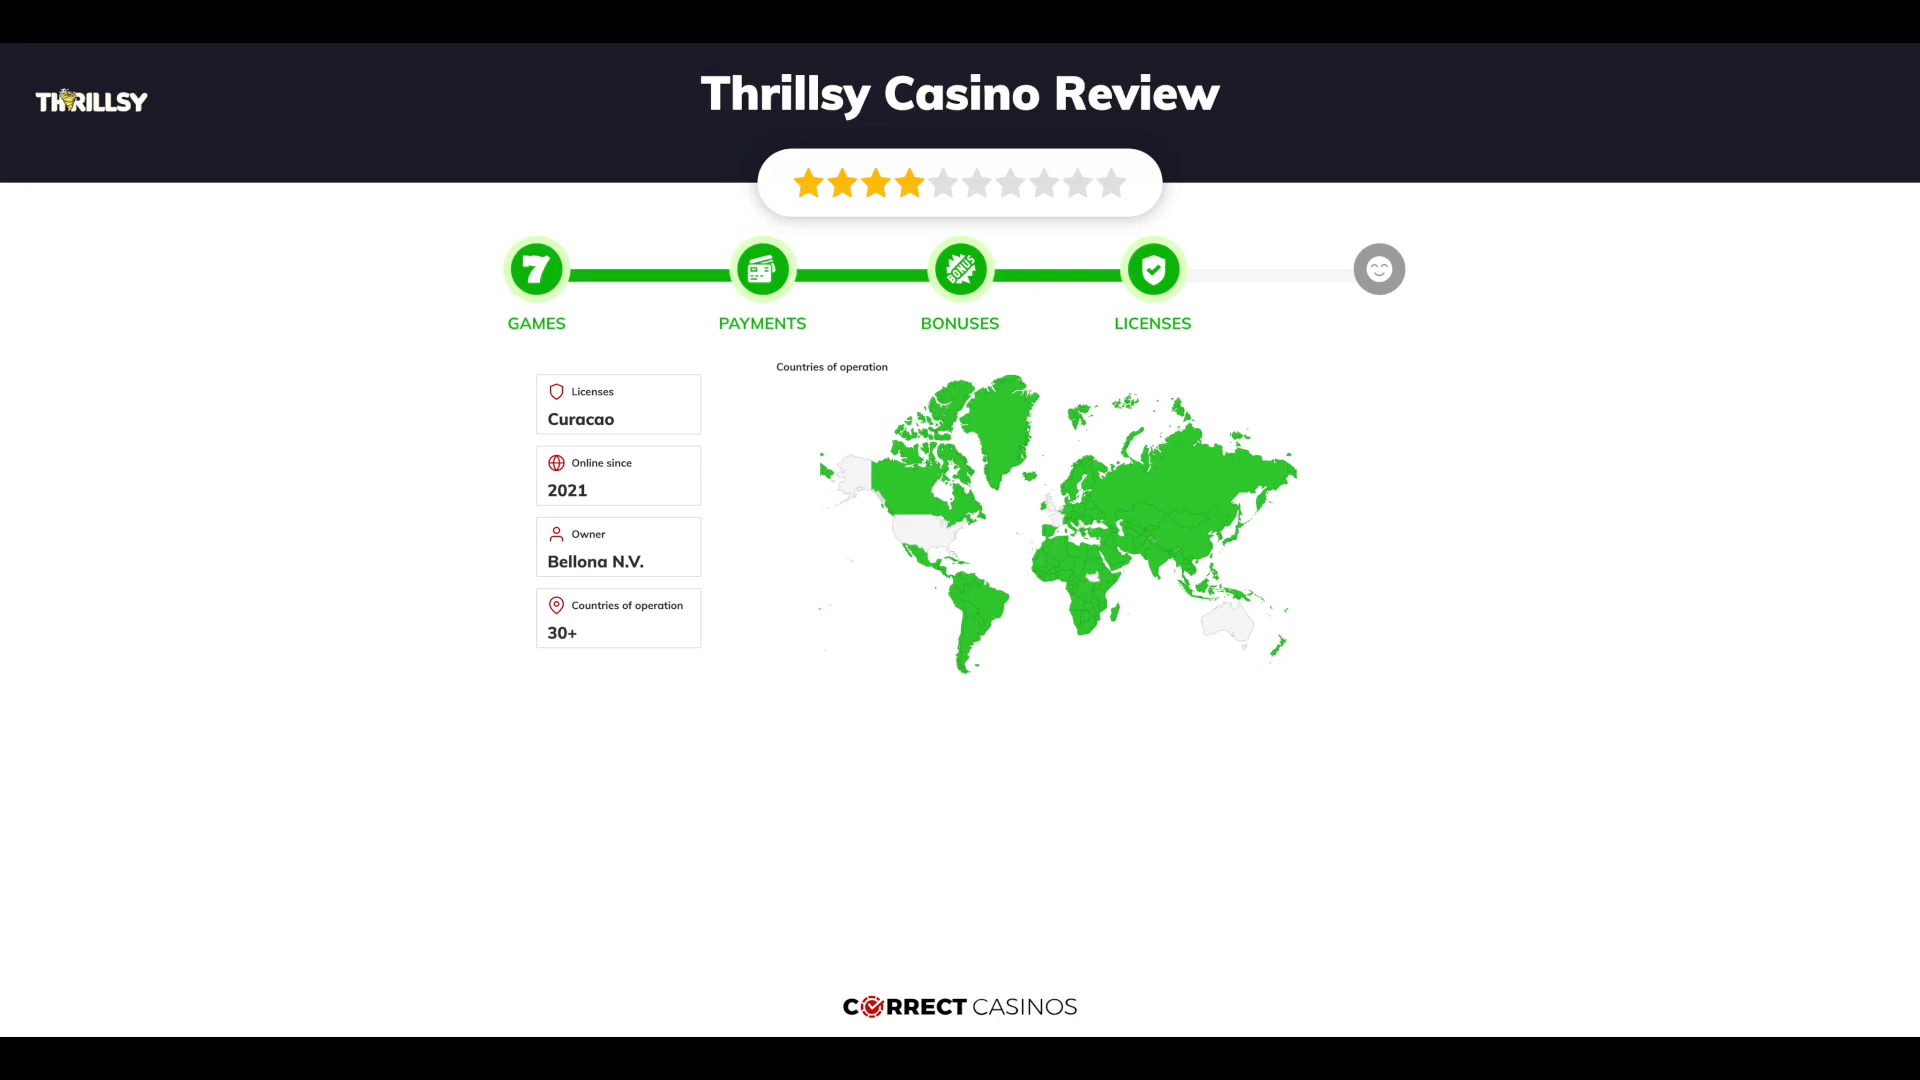 THRILLSY
Thrillsy Casino Review
7
BONUS
GAMES
PAYMENTS
BONUSES
LICENSES
Countries of operation
Licenses
Curacao
Online since
2021
Owner
Bellona N.V.
Countries of operation
30+
CORRECT CASINOS